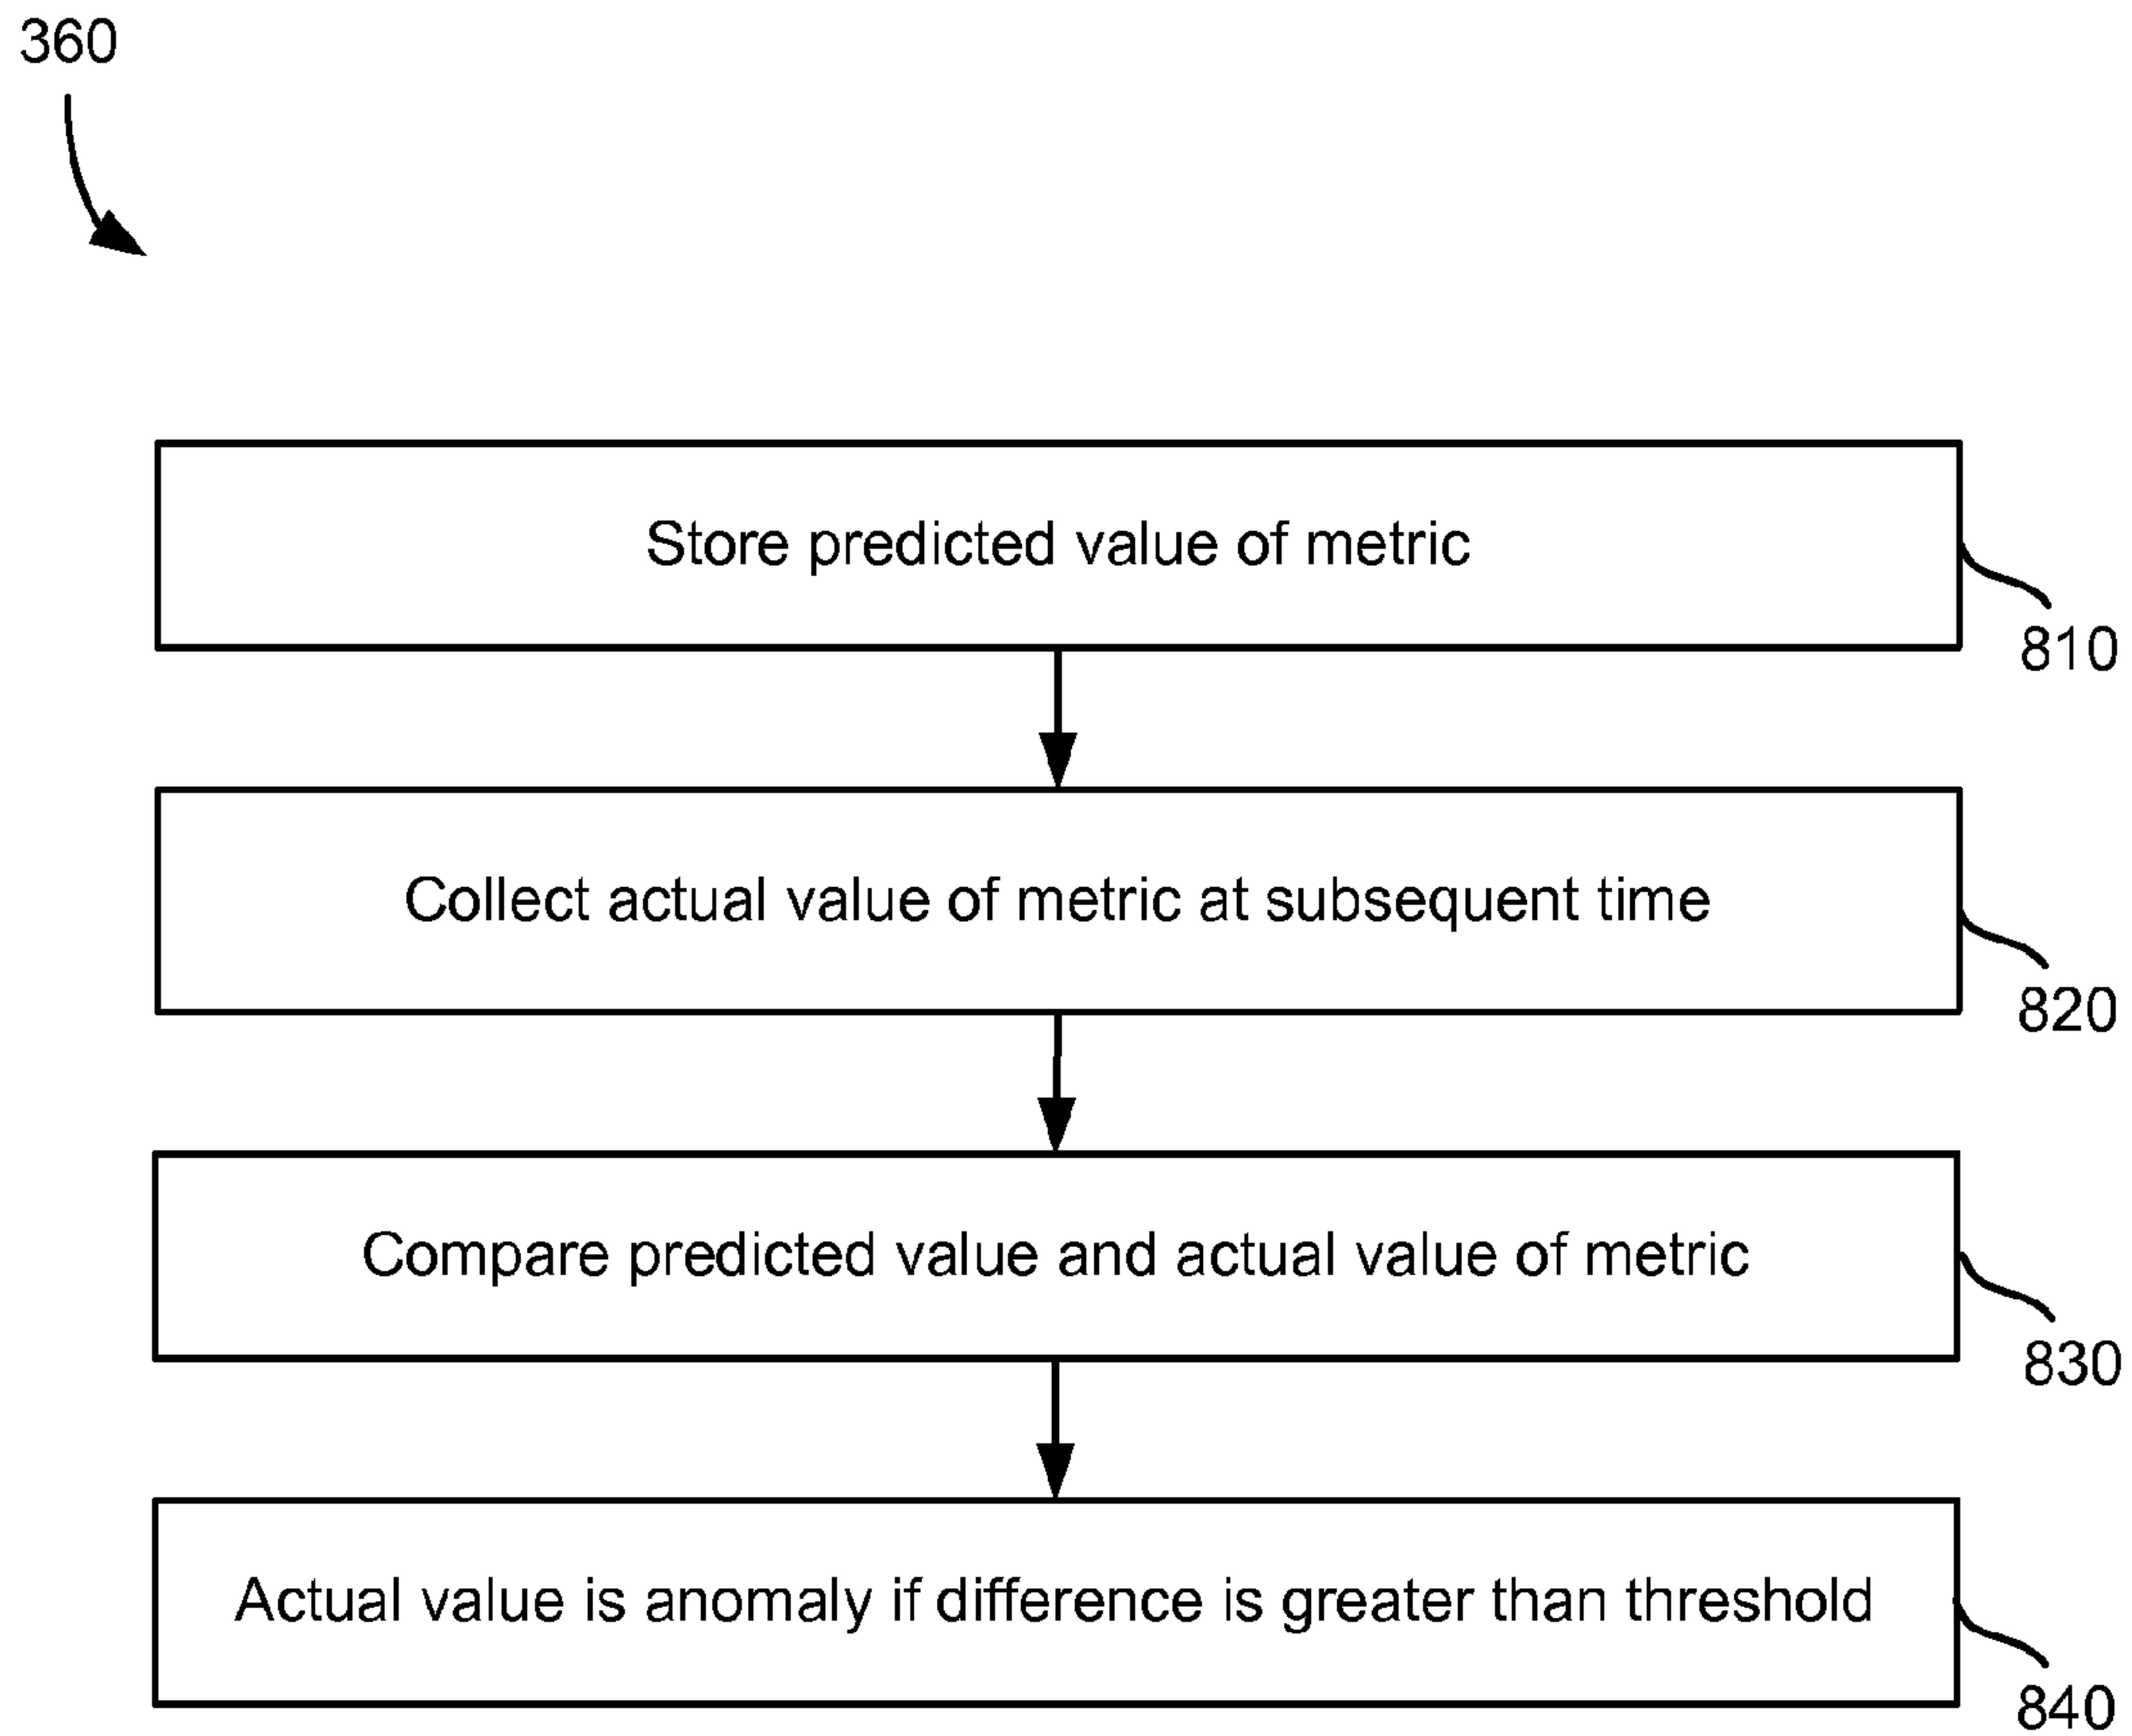 360
Store predicted value of metric
810
Collect actual value of metric at subsequent time
820
Compare predicted value and actual value of metric
830
Actual value is anomaly if difference is greater than threshold
840